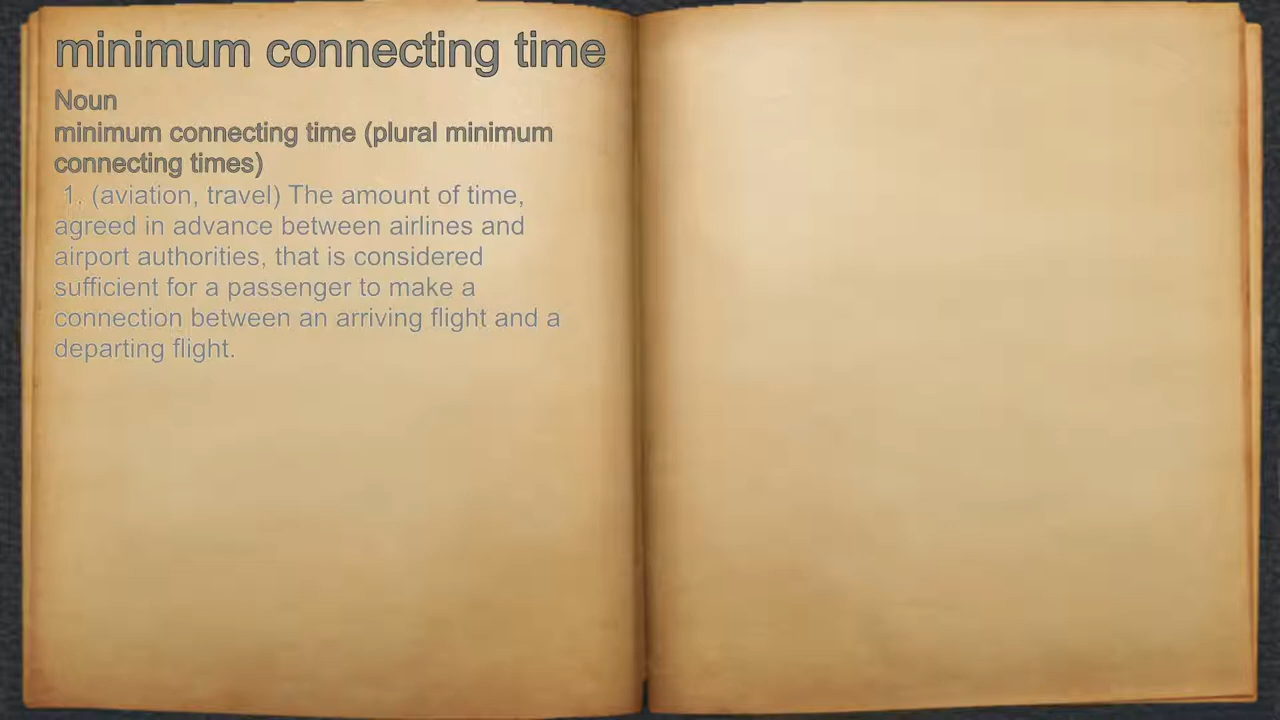 minimum connecting time
Noun
minimum connecting time (plural minimum
connecting times)
1. (aviation, travel) The amount of time,
agreed in advance between airlines and
airport authorities, that is considered
sufficient for a passenger to make a
connection between an arriving flight and a
departing flight.